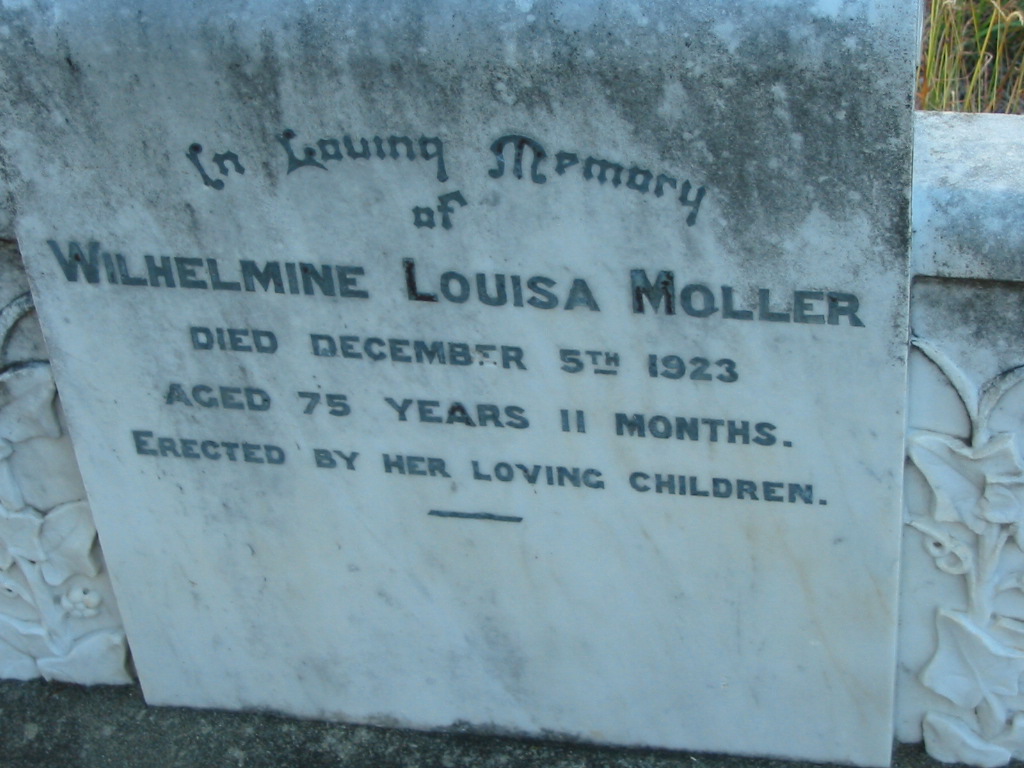 In Loving Memory
of
WILHELMINE LOUISA MOLLER
DIED DECEMBER 5TH 1923
AGED 75 YEARS 11 MONTHS.
ERECTED BY HER LOVING CHILDREN.